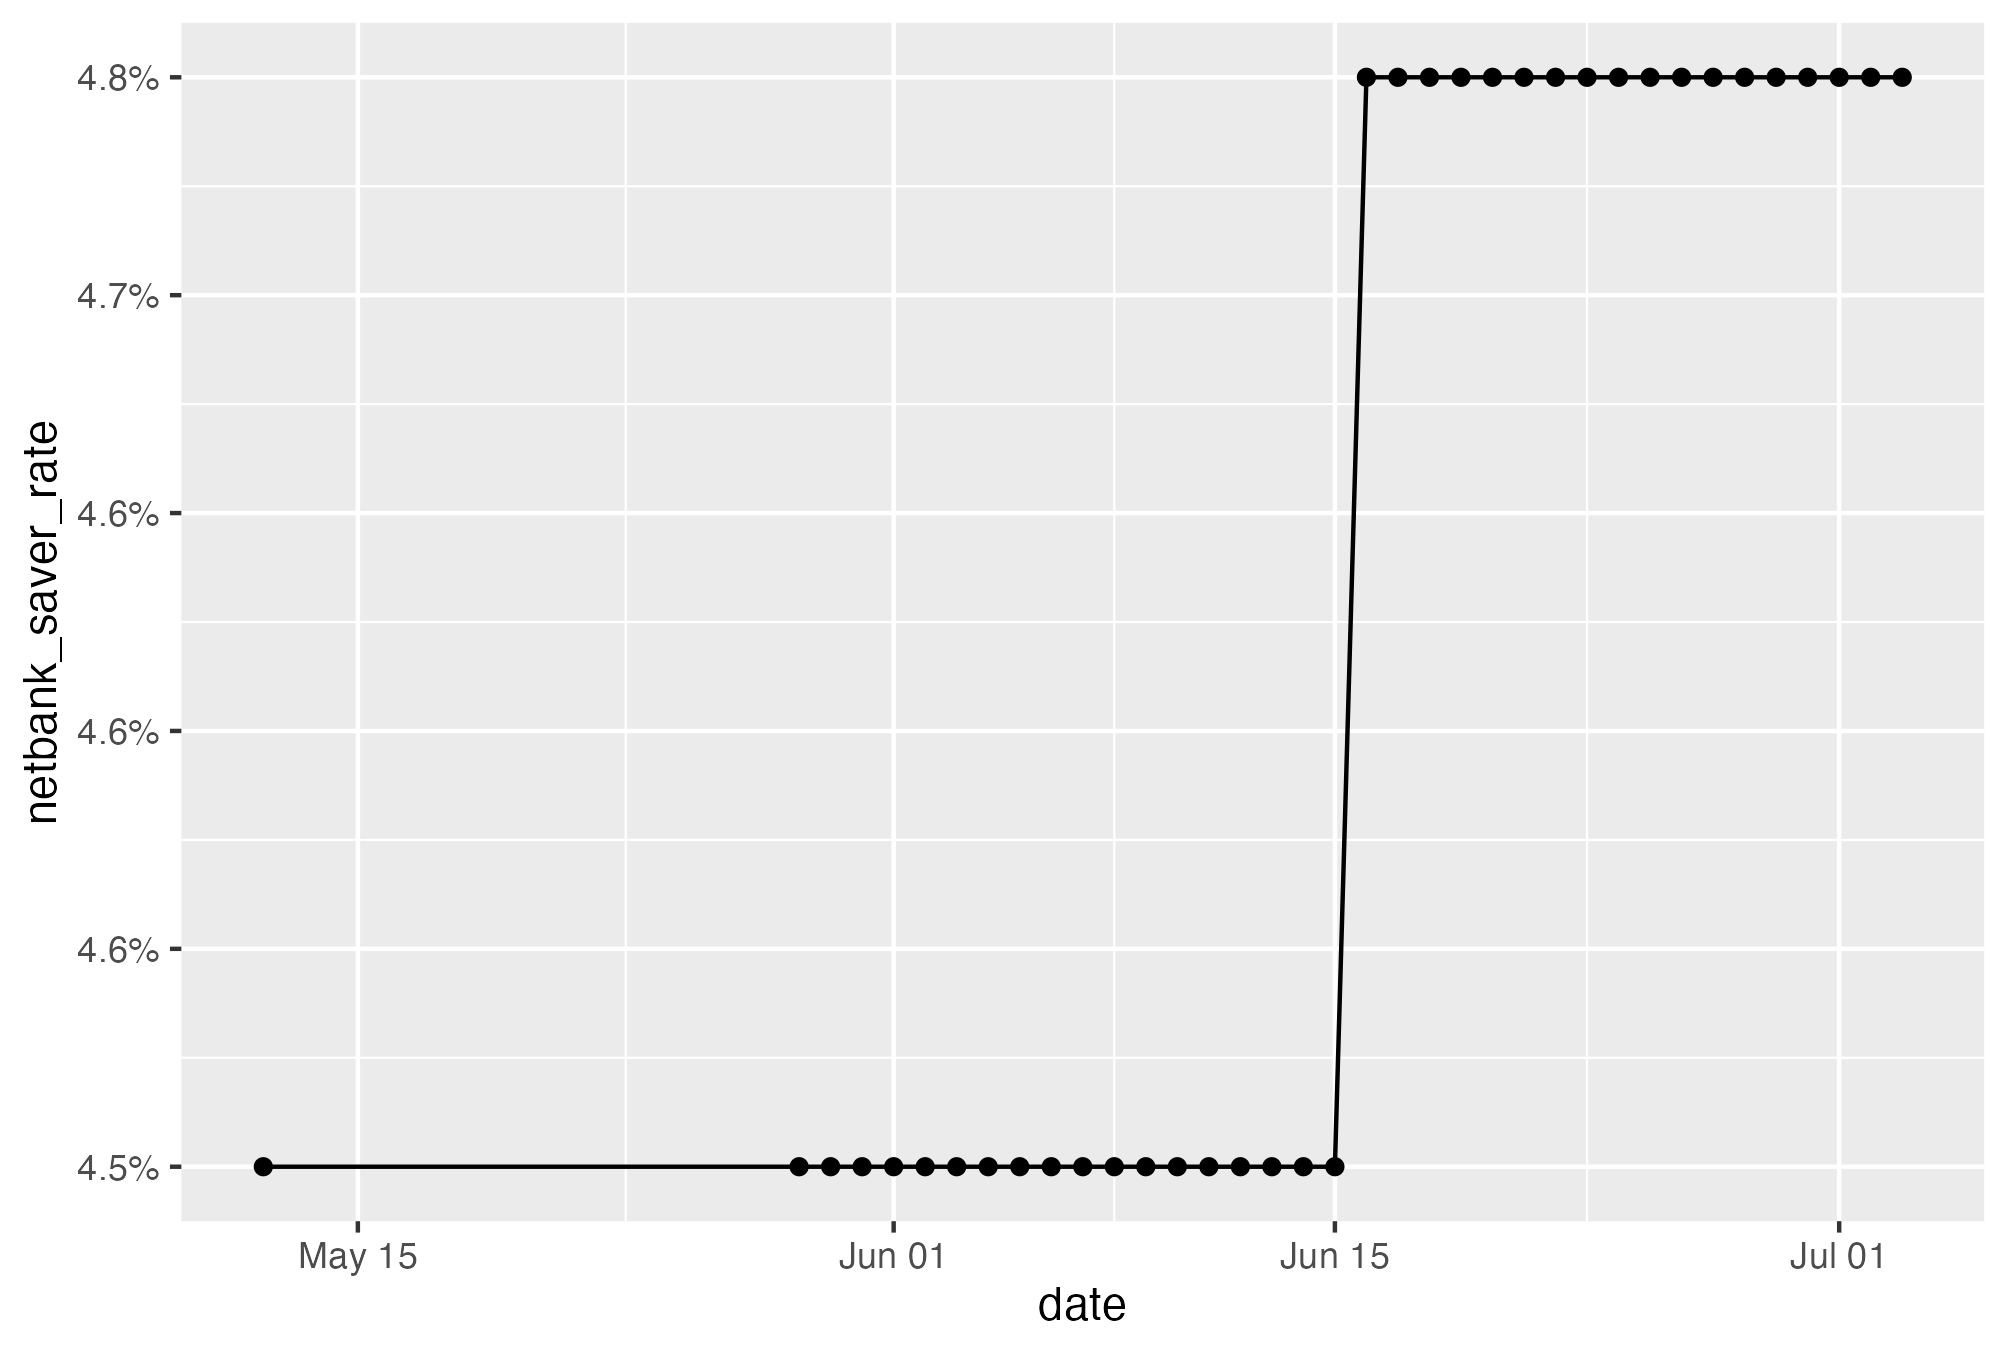 netbank_saver_rate
4.8%
4.7%
4.6%
4.6%
4.6%
4.5%
May 15
Jun 01
Jun 15
Jul 01
date